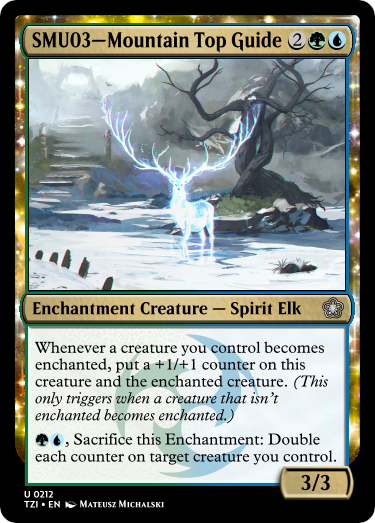 SMU03—Mountain Top Guide 2
Enchantment Creature — Spirit Elk
Whenever a creature you control becomes
enchanted, put a +1/+1 counter on this
creature and the enchanted creature. (This
only triggers when a creature that isn't
enchanted becomes enchanted.)
, Sacrifice this Enchantment: Double
each counter on target creature you control.
3/3
U 0212
TZI • EN Mateusz Michalski